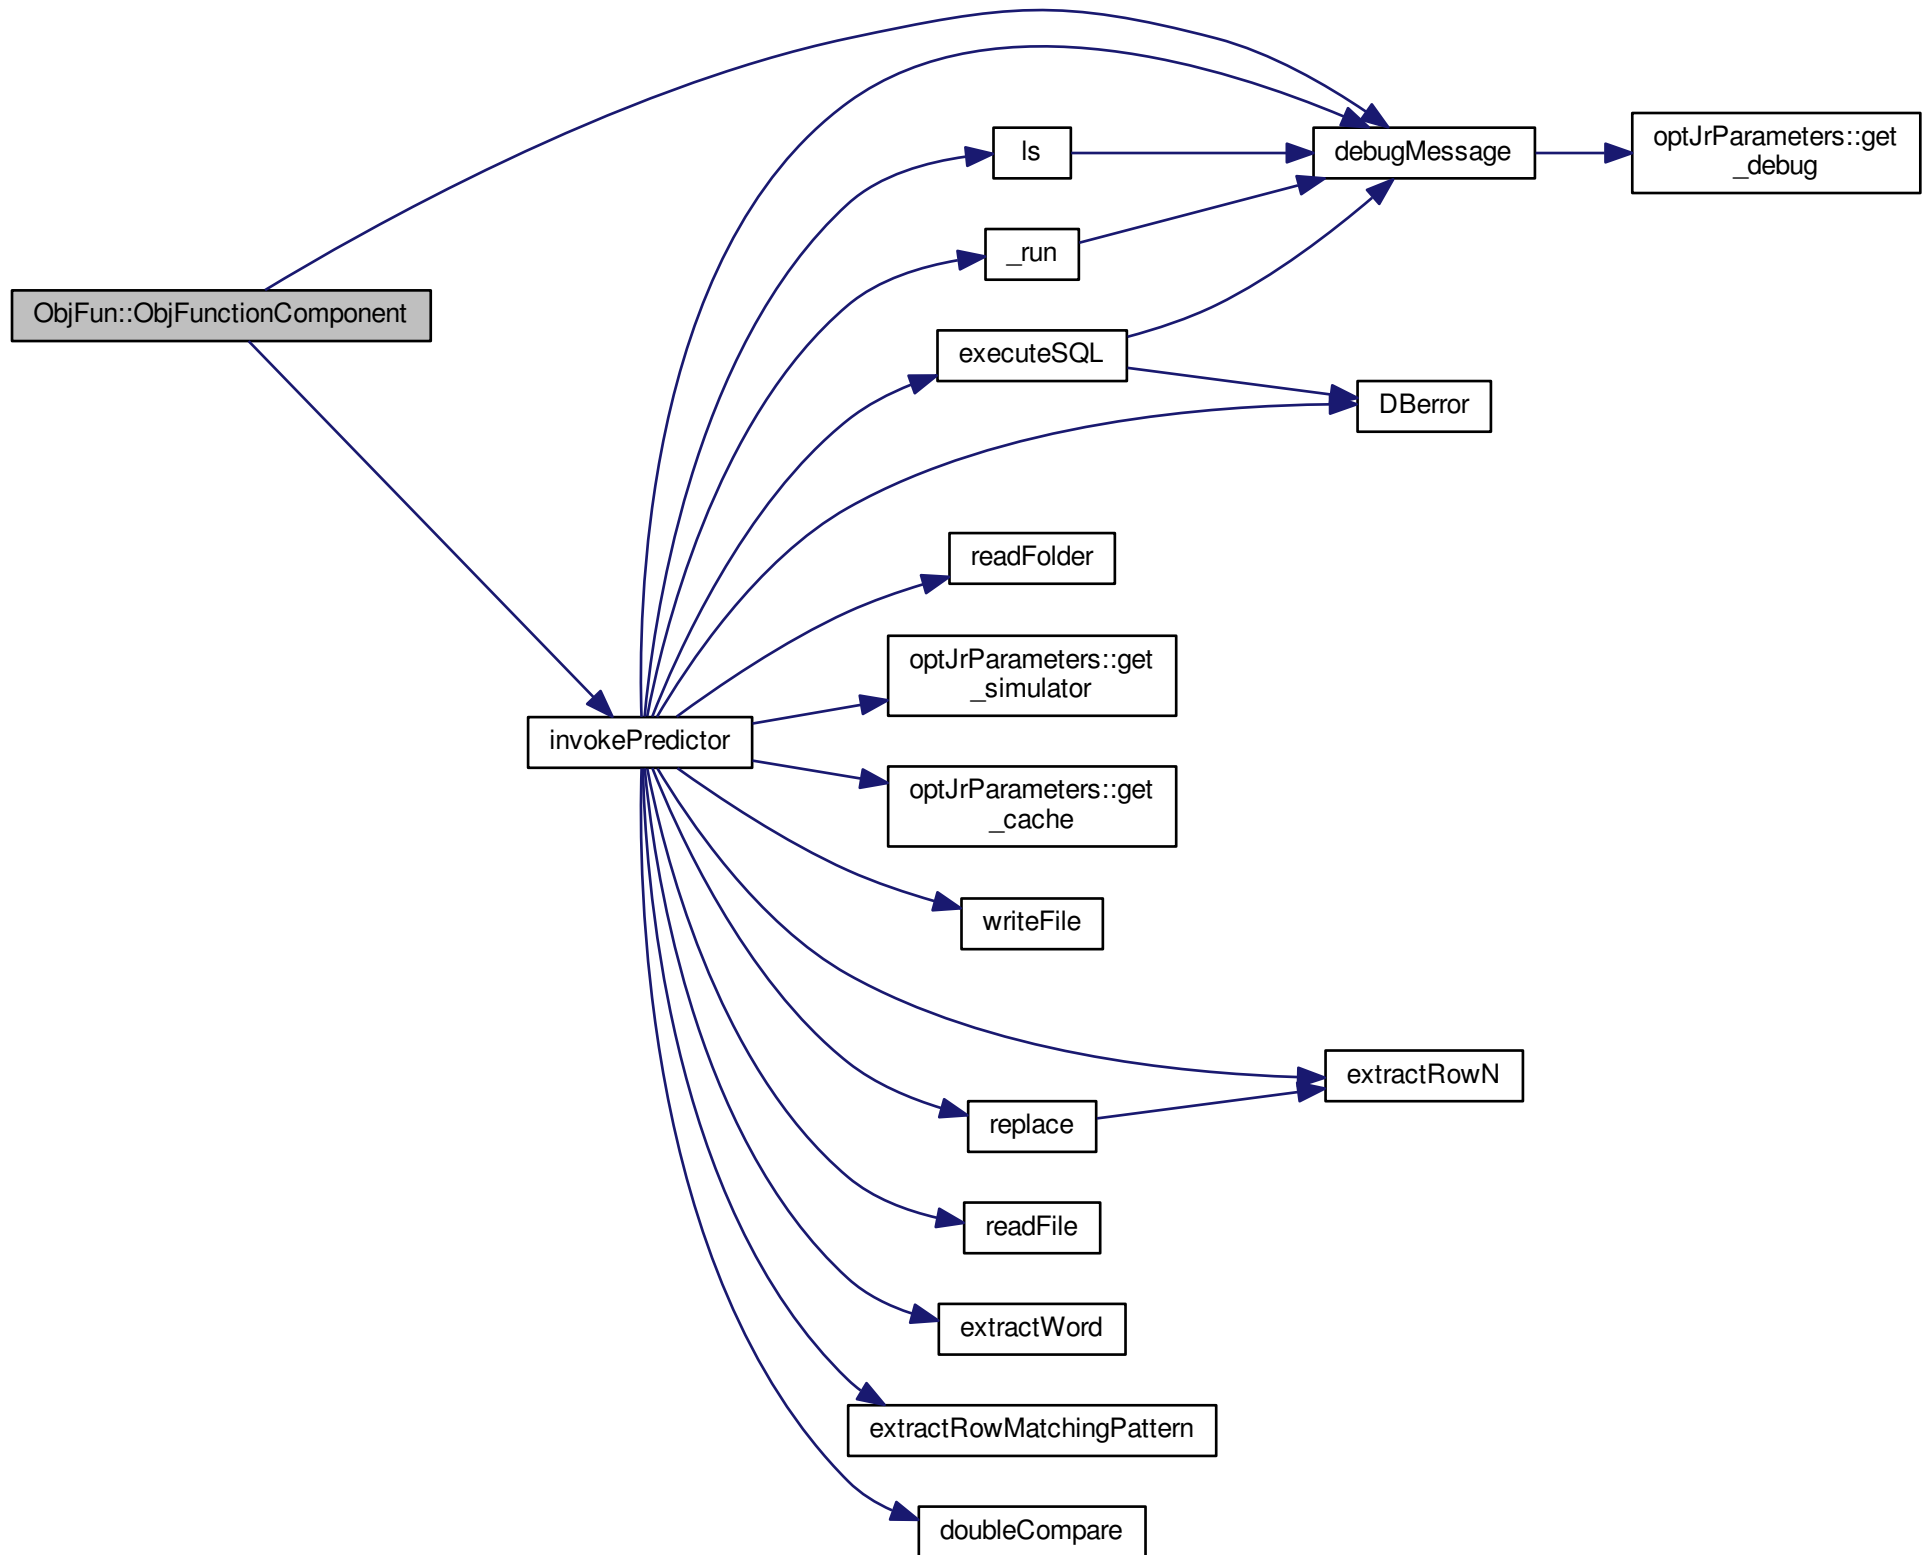 ls
debugMessage
optJrParameters::get
_debug
_run
ObjFun::ObjFunctionComponent
executeSQL
DBerror
readFolder
optJrParameters::get
_simulator
invokePredictor
optJrParameters::get
_cache
writeFile
extractRowN
replace
readFile
extractWord
extractRowMatchingPattern
doubleCompare